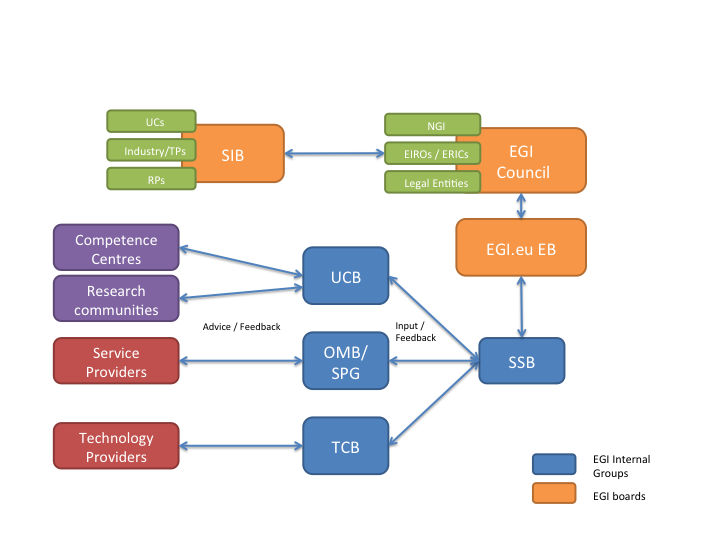 UCs
Industry/TPs
RPs
SIB
NGI
EIROs / ERICs
Legal Entities
EGI
Council
EGI.eu EB
Competence
Centres
Research
communities
UCB
Advice / Feedback
Input /
Feedback
Service
Providers
OMB/
SPG
SSB
Technology
Providers
TCB
EGI Internal
Groups
EGI boards